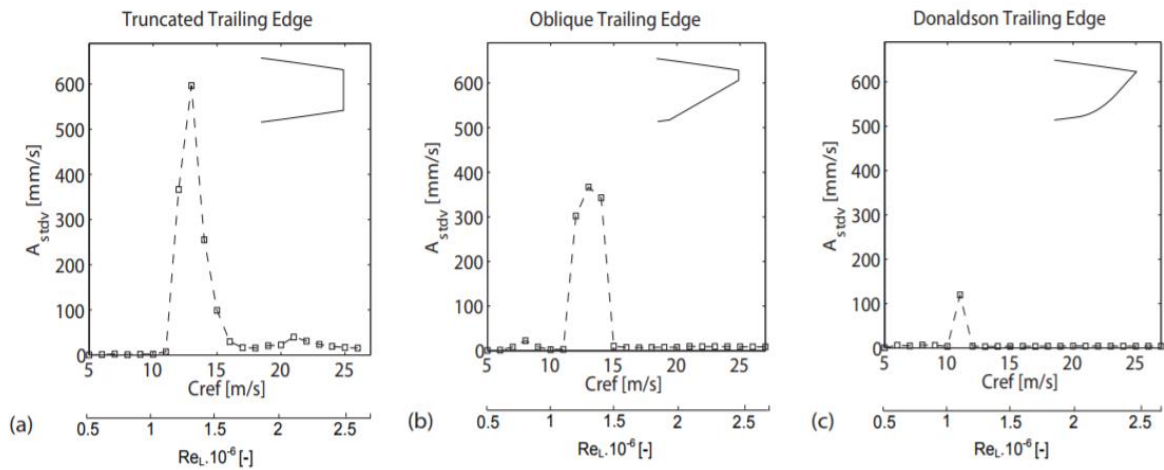 Truncated Trailing Edge
600
500
400
300
200
100
0
A stdv [mm/s]
5 10 15 20 25
Cref [m/s]
(a)
0.5 1 1.5 2 2.5
ReL.10-6 [-]
Oblique Trailing Edge
600
500
400
300
200
100
0
A stdv [mm/s]
5 10 15 20 25
Cref [m/s]
(b)
0.5 1 1.5 2 2.5
ReL.10-6 [-]
Donaldson Trailing Edge
600
500
400
300
200
100
0
A stdv [mm/s]
5 10 15 20 25
Cref [m/s]
(c)
0.5 1 1.5 2 2.5
ReL.10-6 [-]